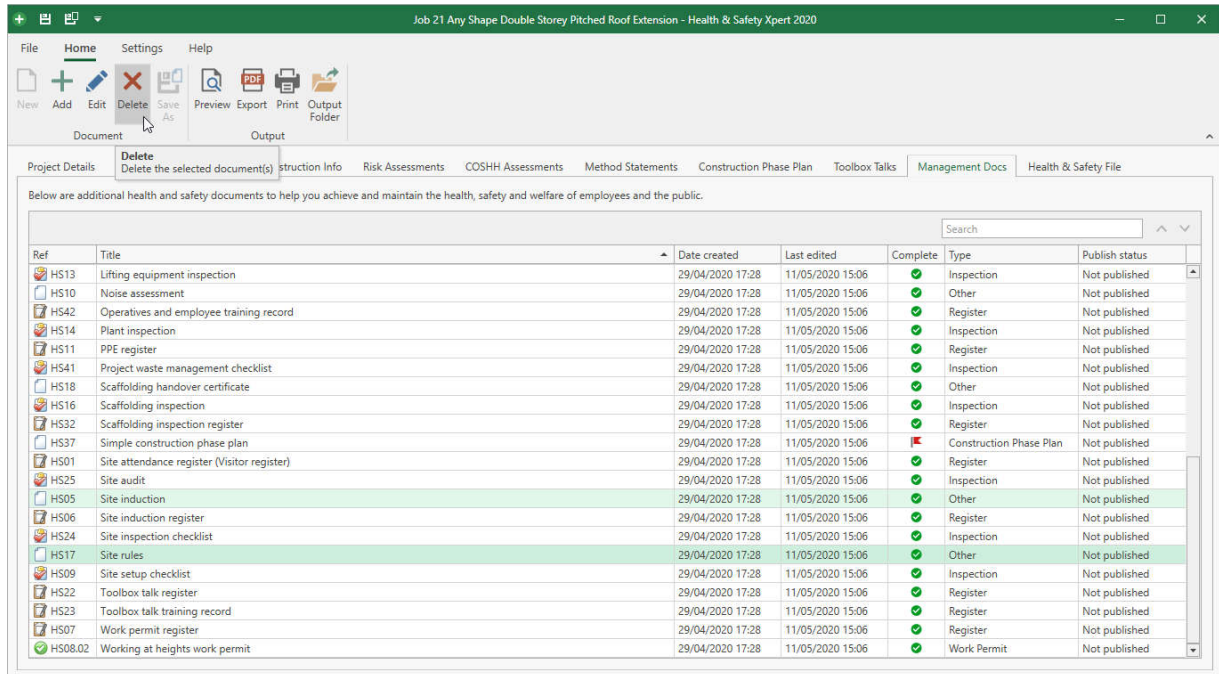 Job 21 Any Shape Double Storey Pitched Roof Extension - Health & Safety Xpert 2020
File Home Settings Help
New Add Edit Delete Save As Preview Export Print Output Folder
PDF
Document Output
Delete
Delete the selected document(s)
Project Details struction Info Risk Assessments COSHH Assessments Method Statements Construction Phase Plan Toolbox Talks Management Docs Health & Safety File
Below are additional health and safety documents to help you achieve and maintain the health, safety and welfare of employees and the public.
Search
Ref Title Date created Last edited Complete Type Publish status
HS13 Lifting equipment inspection 29/04/2020 17:28 11/05/2020 15:06 Inspection Not published
HS10 Noise assessment 29/04/2020 17:28 11/05/2020 15:06 Other Not published
HS42 Operatives and employee training record 29/04/2020 17:28 11/05/2020 15:06 Register Not published
HS14 Plant inspection 29/04/2020 17:28 11/05/2020 15:06 Inspection Not published
HS11 PPE register 29/04/2020 17:28 11/05/2020 15:06 Register Not published
HS41 Project waste management checklist 29/04/2020 17:28 11/05/2020 15:06 Inspection Not published
HS18 Scaffolding handover certificate 29/04/2020 17:28 11/05/2020 15:06 Other Not published
HS16 Scaffolding inspection 29/04/2020 17:28 11/05/2020 15:06 Inspection Not published
HS32 Scaffolding inspection register 29/04/2020 17:28 11/05/2020 15:06 Register Not published
HS37 Simple construction phase plan 29/04/2020 17:28 11/05/2020 15:06 Construction Phase Plan Not published
HS01 Site attendance register (Visitor register) 29/04/2020 17:28 11/05/2020 15:06 Register Not published
HS25 Site audit 29/04/2020 17:28 11/05/2020 15:06 Inspection Not published
HS05 Site induction 29/04/2020 17:28 11/05/2020 15:06 Other Not published
HS06 Site induction register 29/04/2020 17:28 11/05/2020 15:06 Register Not published
HS24 Site inspection checklist 29/04/2020 17:28 11/05/2020 15:06 Inspection Not published
HS17 Site rules 29/04/2020 17:28 11/05/2020 15:06 Other Not published
HS09 Site setup checklist 29/04/2020 17:28 11/05/2020 15:06 Inspection Not published
HS22 Toolbox talk register 29/04/2020 17:28 11/05/2020 15:06 Register Not published
HS23 Toolbox talk training record 29/04/2020 17:28 11/05/2020 15:06 Register Not published
HS07 Work permit register 29/04/2020 17:28 11/05/2020 15:06 Register Not published
HS08.02 Working at heights work permit 29/04/2020 17:28 11/05/2020 15:06 Work Permit Not published